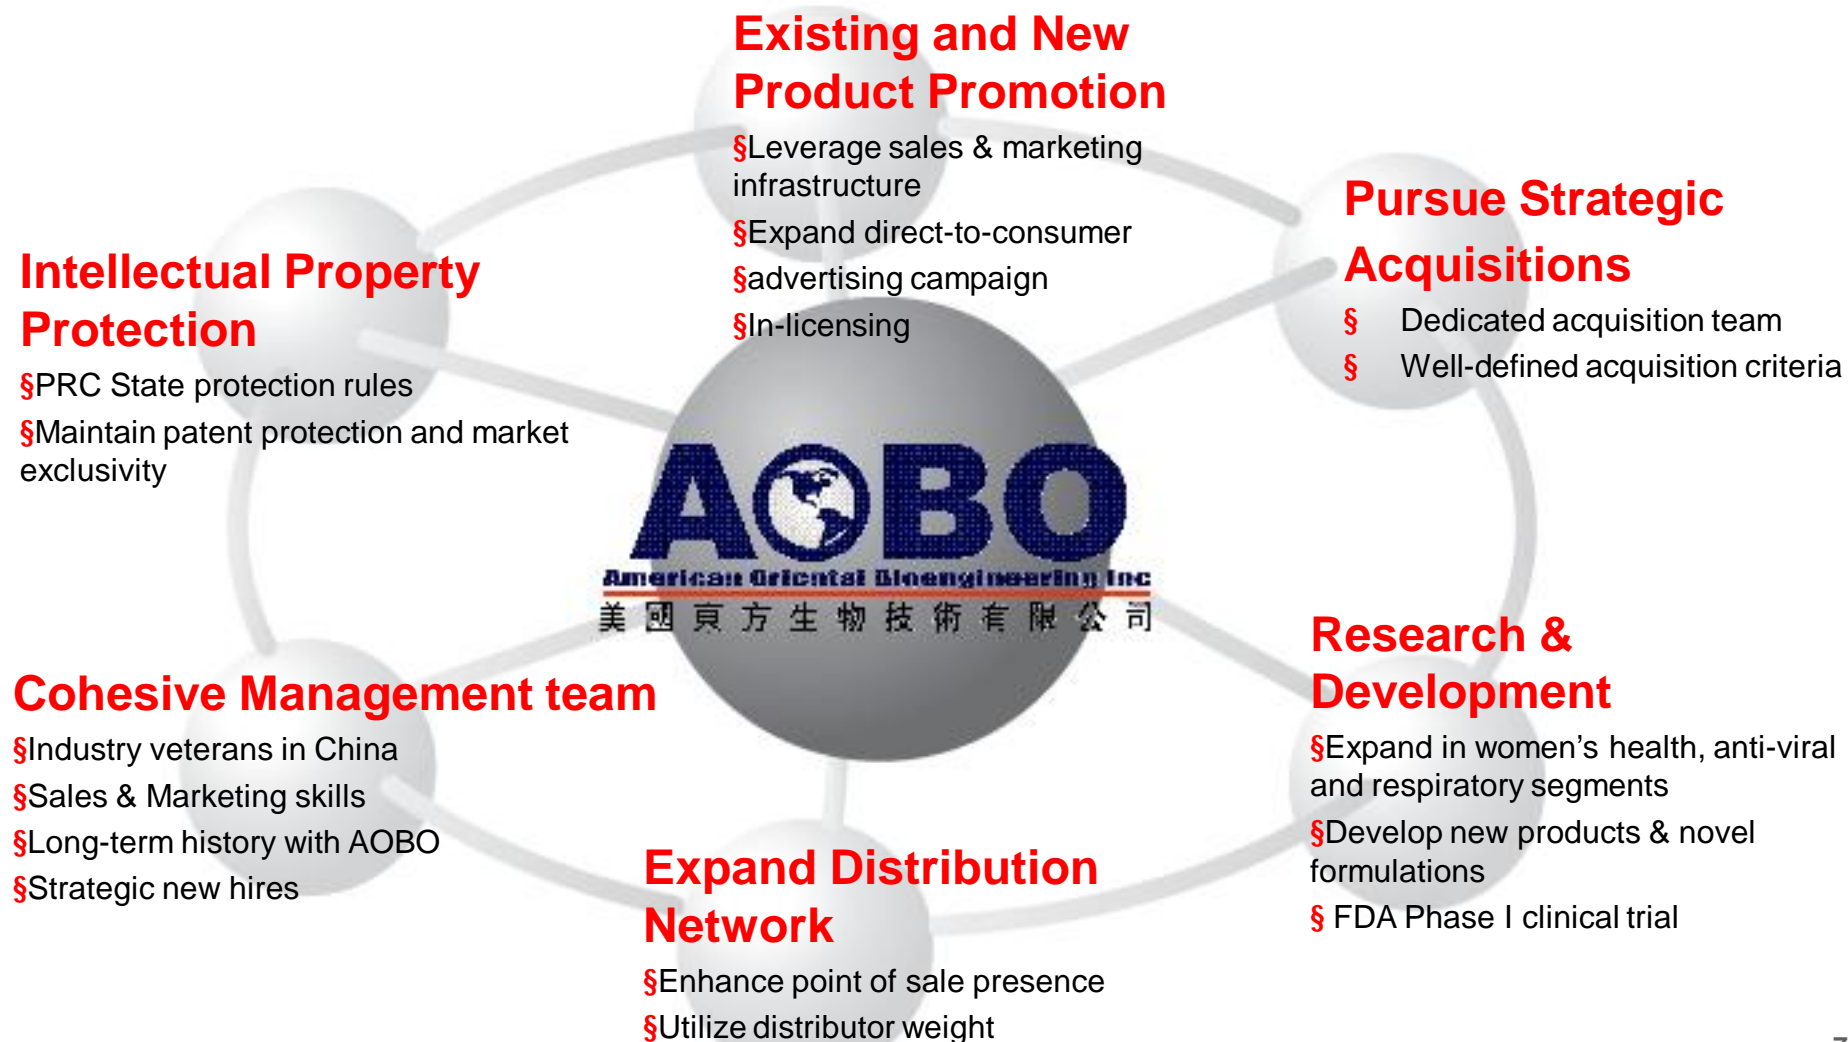 Existing and New
Product Promotion
§Leverage sales & marketing
infrastructure
§Expand direct-to-consumer
§advertising campaign
§In-licensing
Pursue Strategic
Acquisitions
§ Dedicated acquisition team
§ Well-defined acquisition criteria
Intellectual Property
Protection
§PRC State protection rules
§Maintain patent protection and market
exclusivity
AOBO
American Oriental Bioengineering Inc
美國東方生物技術有限公司
Research &
Development
§Expand in women’s health, anti-viral
and respiratory segments
§Develop new products & novel
formulations
§ FDA Phase I clinical trial
Cohesive Management team
§Industry veterans in China
§Sales & Marketing skills
§Long-term history with AOBO
§Strategic new hires
Expand Distribution
Network
§Enhance point of sale presence
§Utilize distributor weight